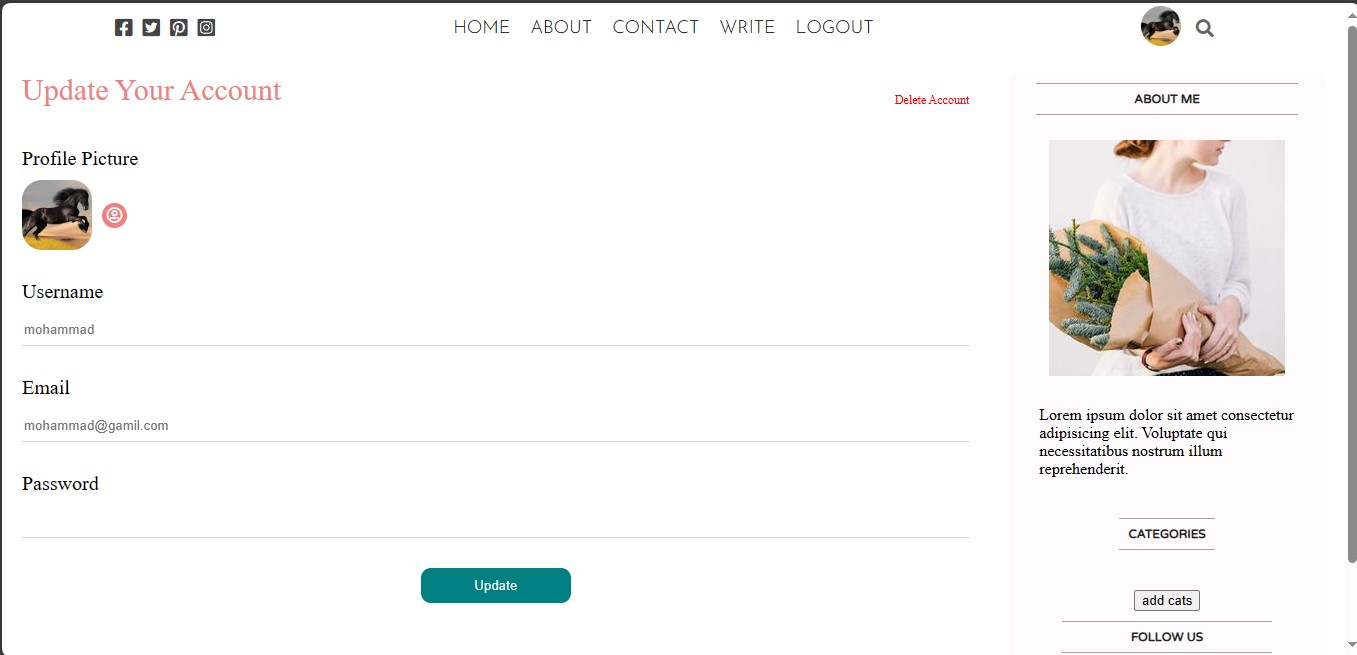 HOME ABOUT CONTACT WRITE LOGOUT
Update Your Account
Delete Account
Profile Picture
Username
mohammad
Email
mohammad@gamil.com
Password
Update
ABOUT ME
Lorem ipsum dolor sit amet consectetur
adipisicing elit. Voluptate qui
necessitatibus nostrum illum
reprehenderit.
CATEGORIES
add cats
FOLLOW US